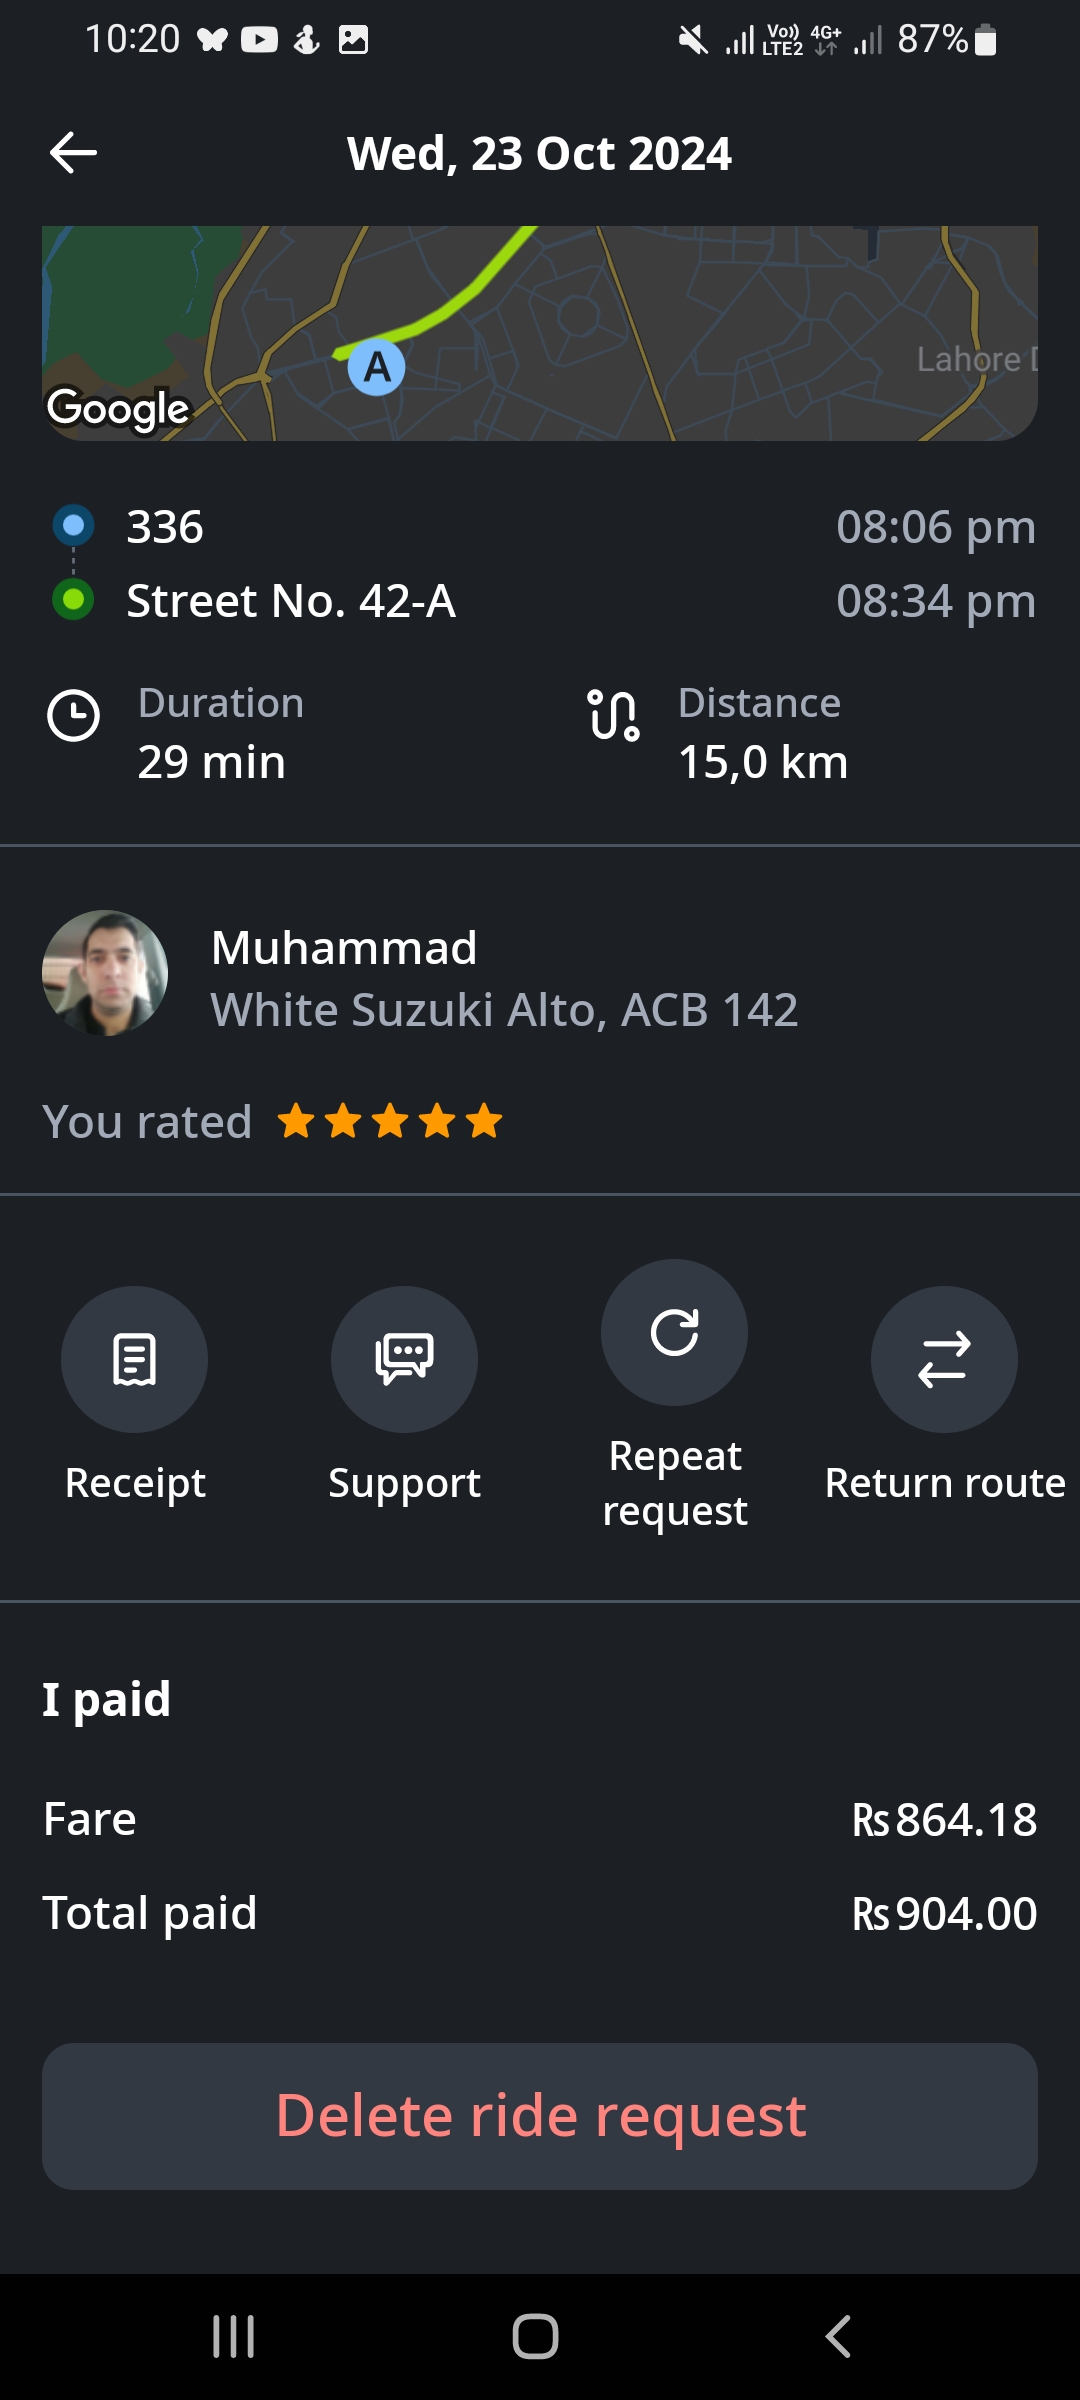 10:20 Vo)) LTE2 4G+ 87%
Wed, 23 Oct 2024
Lahore
A
Google
336 08:06 pm
Street No. 42-A 08:34 pm
Duration Distance
29 min 15,0 km
Muhammad
White Suzuki Alto, ACB 142
You rated
Receipt Support Repeat request Return route
I paid
Fare Rs864.18
Total paid Rs904.00
Delete ride request